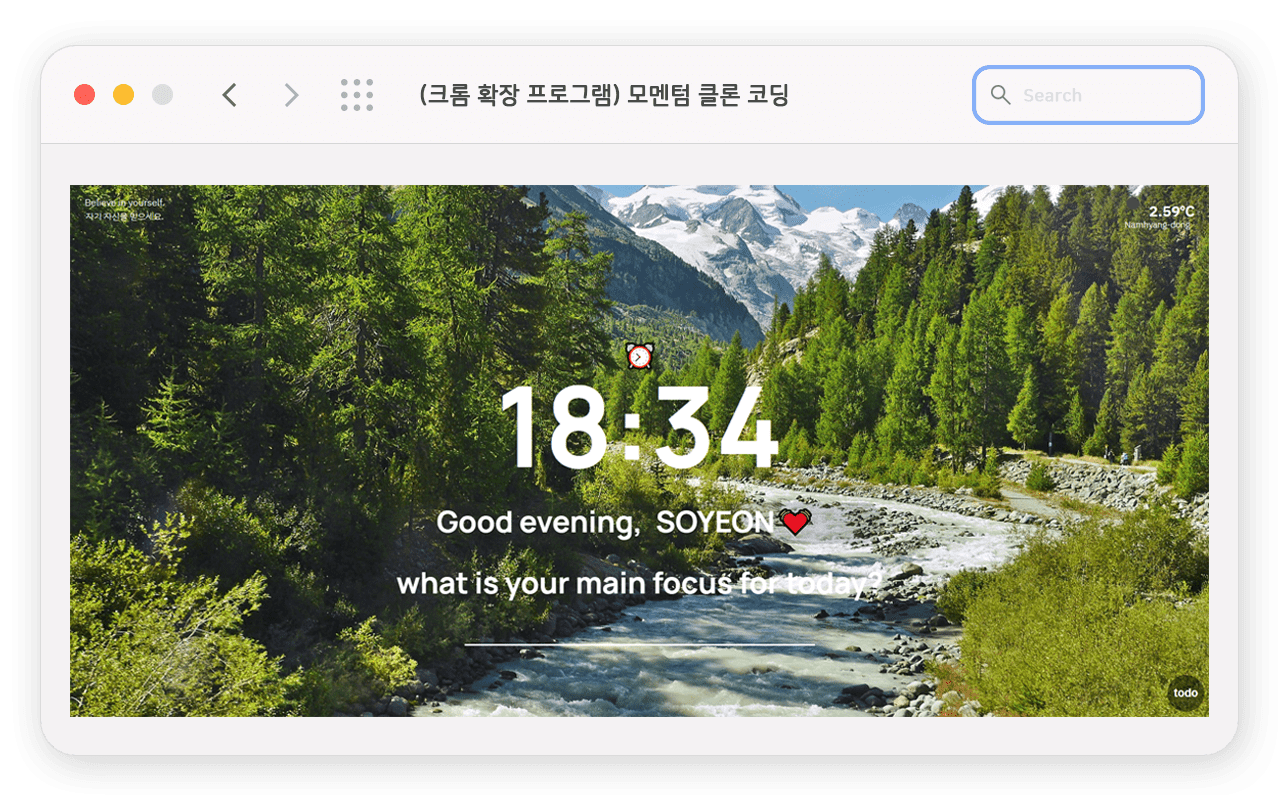 (크롬 확장 프로그램) 모멘텀 클론 코딩
Search
Believe in yourself.
자기 자신을 믿으세요.
2.59°C
Namhyang-dong
18:34
Good evening, SOYEON
what is your main focus for today?
todo